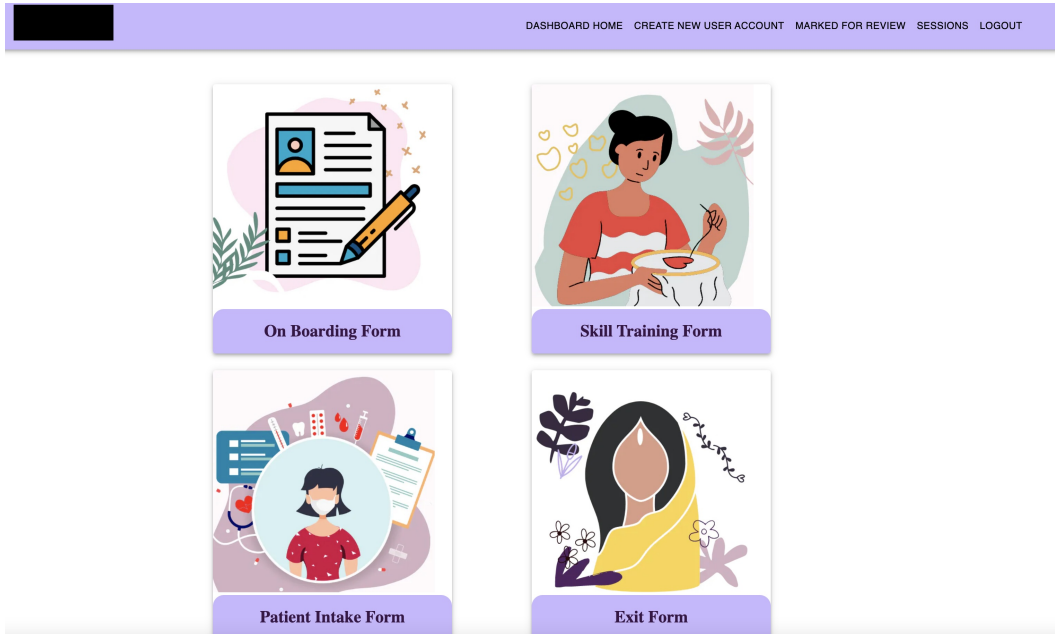 DASHBOARD HOME CREATE NEW USER ACCOUNT MARKED FOR REVIEW SESSIONS LOGOUT
On Boarding Form
Skill Training Form
Patient Intake Form
Exit Form